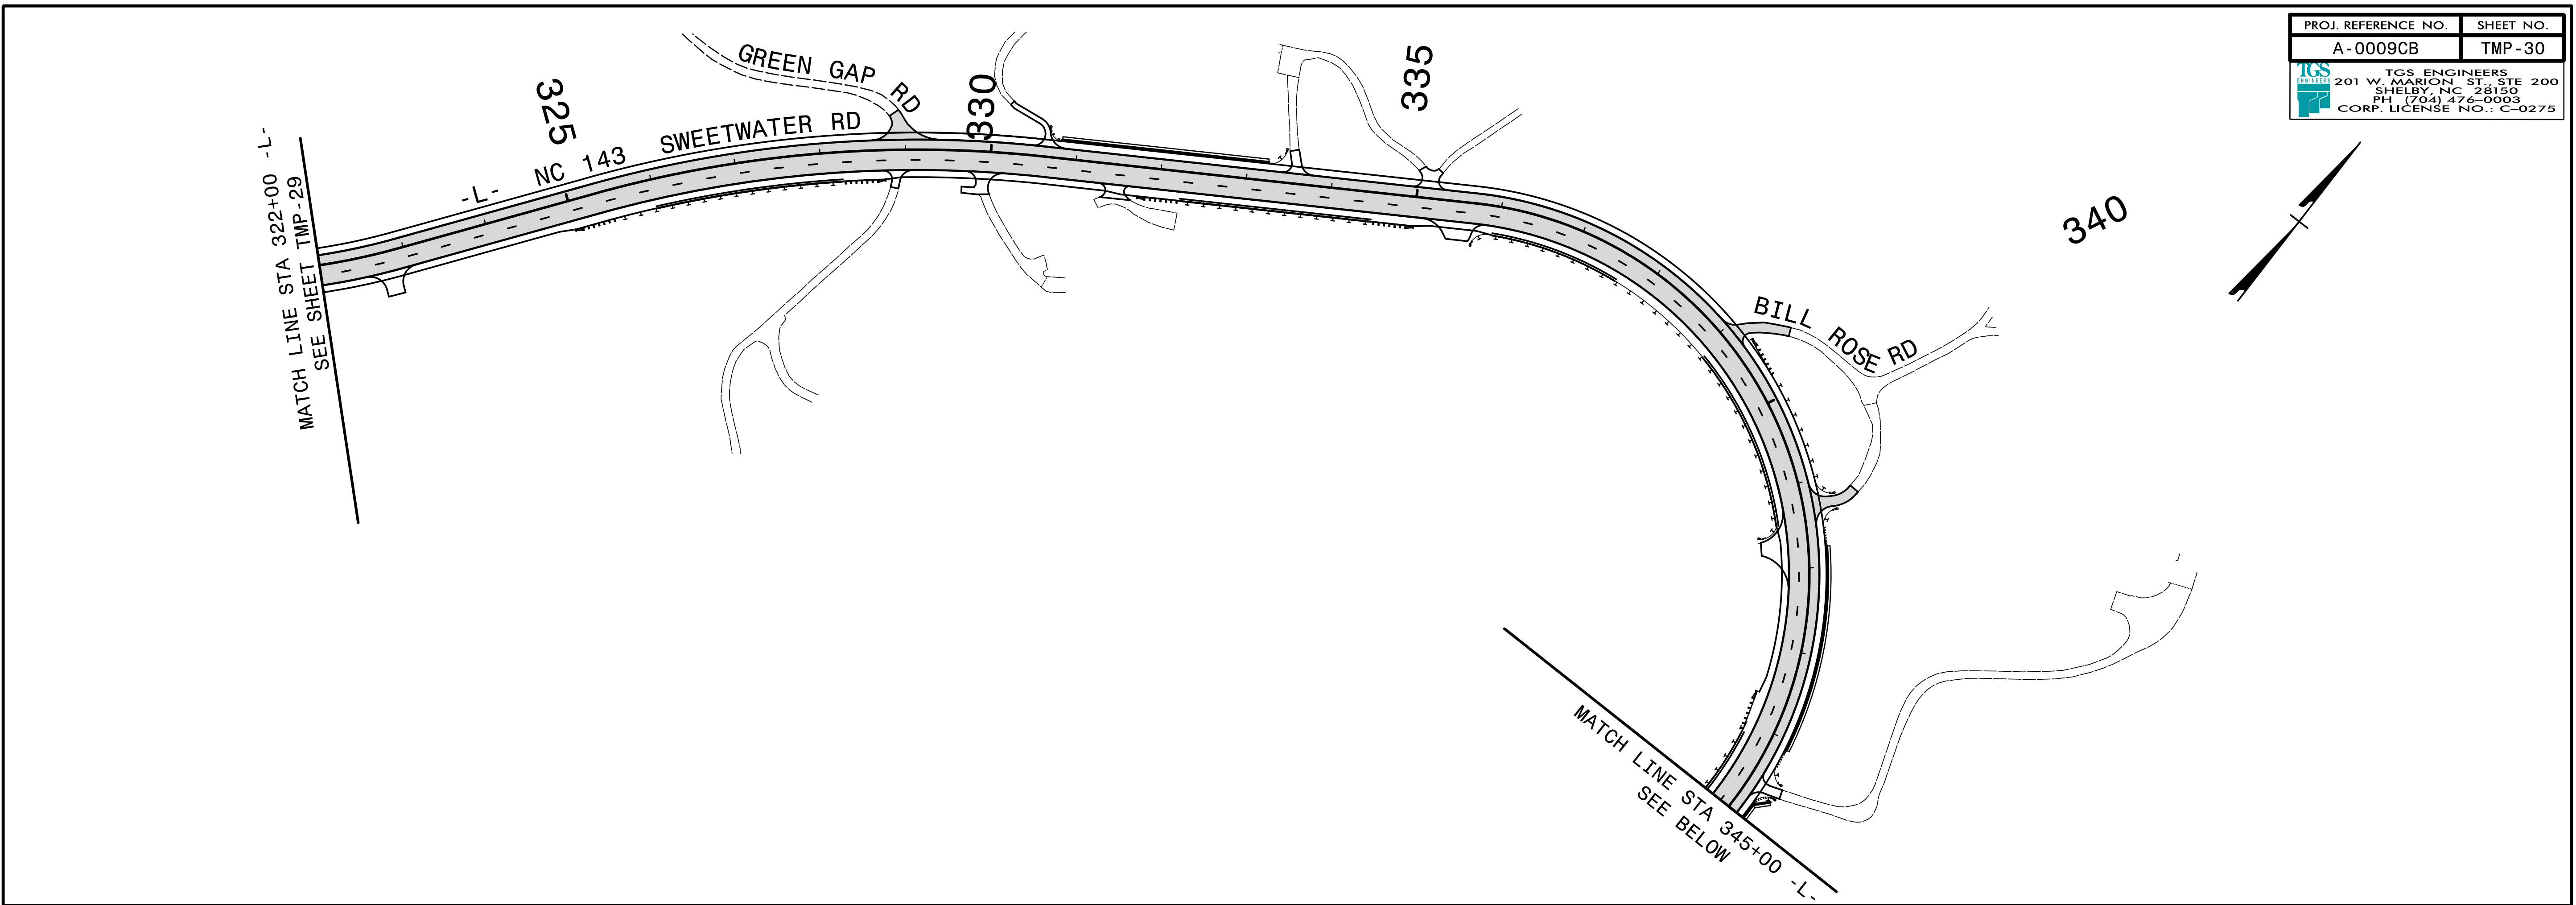 PROJ. REFERENCE NO. SHEET NO.
A-0009CB TMP-30
TGS
ENGINEERS
TGS ENGINEERS
201 W. MARION ST., STE 200
SHELBY, NC 28150
PH (704) 476-0003
CORP. LICENSE NO.: C-0275
GREEN GAP RD
325
330
335
340
-L- NC 143 SWEETWATER RD
MATCH LINE STA 322+00 -L-
SEE SHEET TMP-29
BILL ROSE RD
MATCH LINE STA 345+00 -L-
SEE BELOW